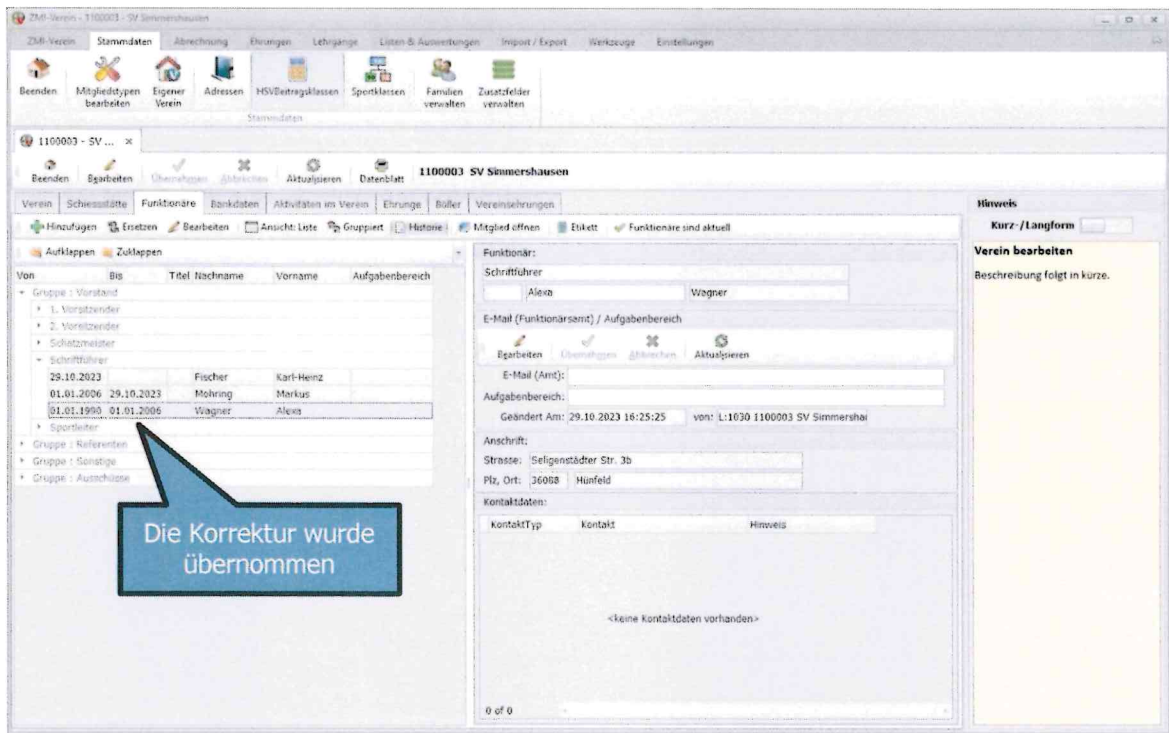 ZMI-Verein - 1100003 - SV Simmershausen
ZMI-Verein Stammdaten Abrechnung Ehrungen Lehrgänge Listen & Auswertungen Import / Export Werkzeuge Einstellungen
Beenden Mitgliedstypen bearbeiten Eigener Verein Adressen HSVBeitragsklassen Sportklassen Familien verwalten Zusatzfelder verwalten
Stammdaten
1100003 - SV ... ×
Beenden Bearbeiten Übernehmen Abbrechen Aktualisieren Datenblatt 1100003 SV Simmershausen
Verein Schiessstätte Funktionäre Bankdaten Aktivitäten im Verein Ehrunge Böller Vereinsehrungen
Hinzufügen Ersetzen Bearbeiten Ansicht: Liste Gruppiert Historie Mitglied öffnen Etikett Funktionäre sind aktuell
Aufklappen Zuklappen
Von Bis Titel Nachname Vorname Aufgabenbereich
Gruppe : Vorstand
1. Vorsitzender
2. Vorsitzender
Schatzmeister
Schriftführer
29.10.2023 Fischer Karl-Heinz
01.01.2006 29.10.2023 Mohring Markus
01.01.1990 01.01.2006 Wagner Alexa
Sportleiter
Gruppe : Referenten
Gruppe : Sonstige
Gruppe : Ausschüsse
Die Korrektur wurde
übernommen
Funktionär:
Schriftführer
Alexa Wagner
E-Mail (Funktionärsamt) / Aufgabenbereich
Bearbeiten Übernehmen Abbrechen Aktualisieren
E-Mail (Amt):
Aufgabenbereich:
Geändert Am: 29.10.2023 16:25:25 von: L:1030 1100003 SV Simmershai
Anschrift:
Strasse: Seligenstädter Str. 3b
Plz, Ort: 36088 Hünfeld
Kontaktdaten:
KontaktTyp Kontakt Hinweis
<keine Kontaktdaten vorhanden>
0 of 0
Hinweis
Kurz-/Langform
Verein bearbeiten
Beschreibung folgt in kürze.